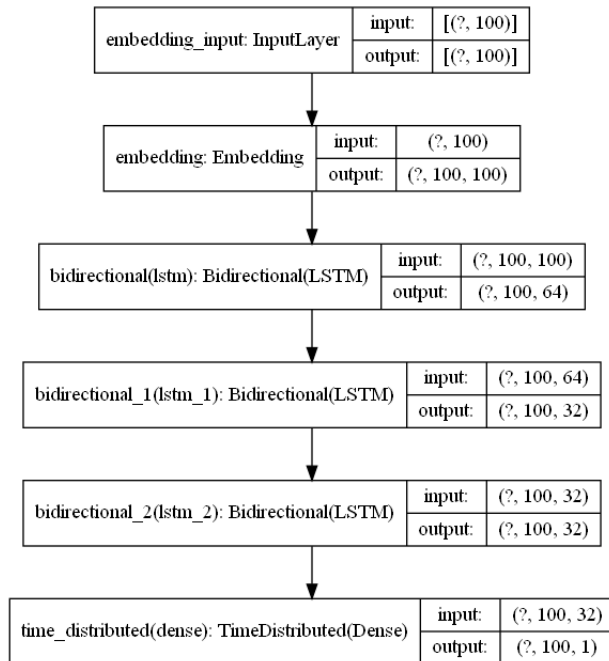 embedding_input: InputLayer
input:
[(?, 100)]
output:
[(?, 100)]
embedding: Embedding
input:
(?, 100)
output:
(?, 100, 100)
bidirectional(lstm): Bidirectional(LSTM)
input:
(?, 100, 100)
output:
(?, 100, 64)
bidirectional_1(lstm_1): Bidirectional(LSTM)
input:
(?, 100, 64)
output:
(?, 100, 32)
bidirectional_2(lstm_2): Bidirectional(LSTM)
input:
(?, 100, 32)
output:
(?, 100, 32)
time_distributed(dense): TimeDistributed(Dense)
input:
(?, 100, 32)
output:
(?, 100, 1)